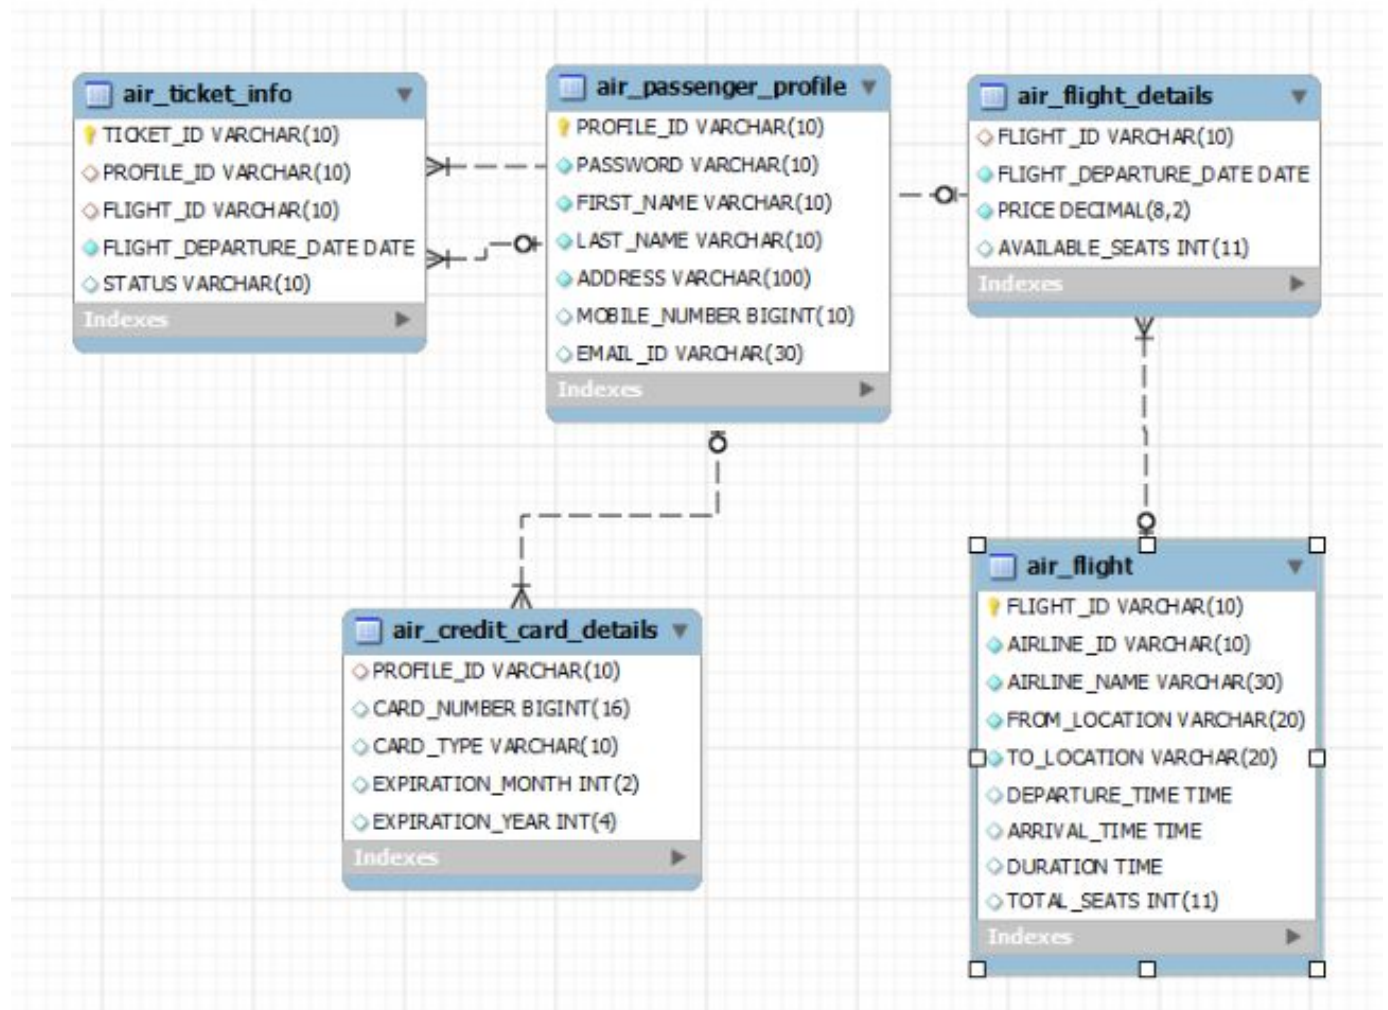 air_ticket_info
TICKET_ID VARCHAR(10)
PROFILE_ID VARCHAR(10)
FLIGHT_ID VARCHAR(10)
FLIGHT_DEPARTURE_DATE DATE
STATUS VARCHAR(10)
Indexes
air_passenger_profile
PROFILE_ID VARCHAR(10)
PASSWORD VARCHAR(10)
FIRST_NAME VARCHAR(10)
LAST_NAME VARCHAR(10)
ADDRESS VARCHAR(100)
MOBILE_NUMBER BIGINT(10)
EMAIL_ID VARCHAR(30)
Indexes
air_flight_details
FLIGHT_ID VARCHAR(10)
FLIGHT_DEPARTURE_DATE DATE
PRICE DECIMAL(8,2)
AVAILABLE_SEATS INT(11)
Indexes
air_credit_card_details
PROFILE_ID VARCHAR(10)
CARD_NUMBER BIGINT(16)
CARD_TYPE VARCHAR(10)
EXPIRATION_MONTH INT(2)
EXPIRATION_YEAR INT(4)
Indexes
air_flight
FLIGHT_ID VARCHAR(10)
AIRLINE_ID VARCHAR(10)
AIRLINE_NAME VARCHAR(30)
FROM_LOCATION VARCHAR(20)
TO_LOCATION VARCHAR(20)
DEPARTURE_TIME TIME
ARRIVAL_TIME TIME
DURATION TIME
TOTAL_SEATS INT(11)
Indexes